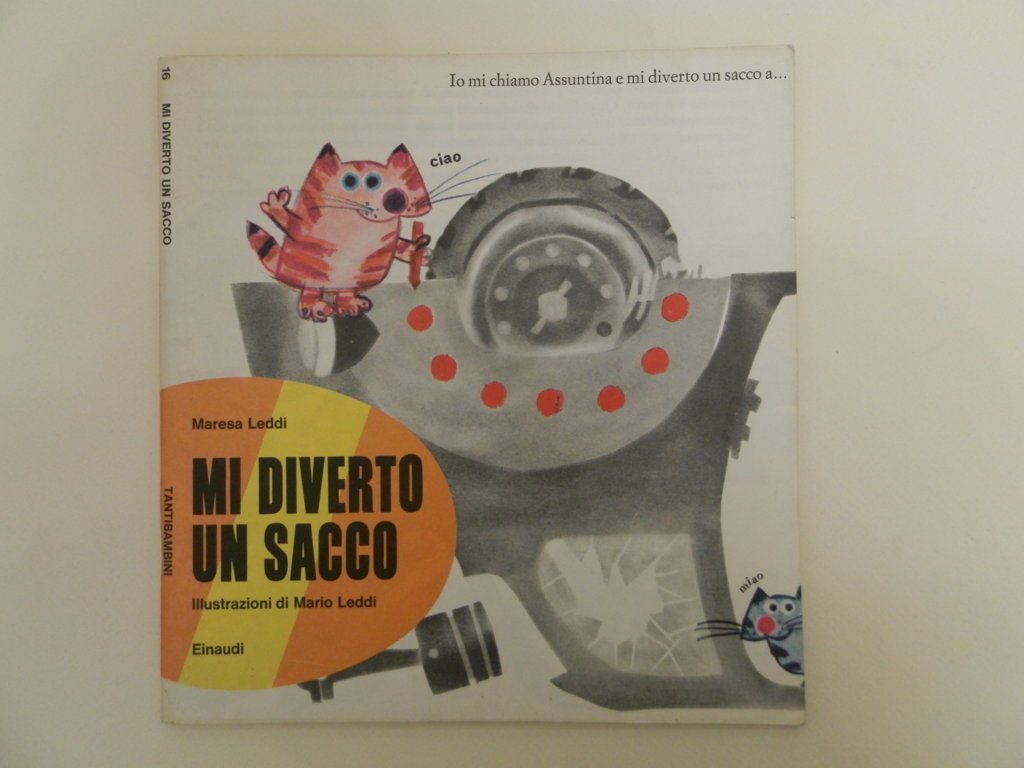 Io mi chiamo Assuntina e mi diverto un sacco a...
16 MI DIVERTO UN SACCO
TANTIBAMBINI
ciao
Maresa Leddi
MI DIVERTO
UN SACCO
Illustrazioni di Mario Leddi
Einaudi
miao